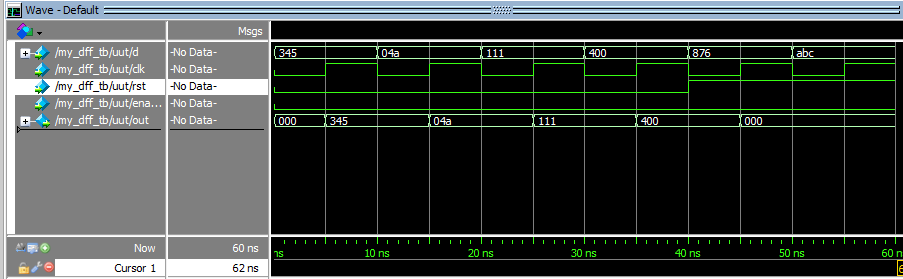 Wave - Default
Msgs
/my_dff_tb/uut/d -No Data- 345 04a 111 400 876 abc
/my_dff_tb/uut/clk -No Data-
/my_dff_tb/uut/rst -No Data-
/my_dff_tb/uut/ena... -No Data-
/my_dff_tb/uut/out -No Data- 000 345 04a 111 400 000
Now 60 ns ns 10 ns 20 ns 30 ns 40 ns 50 ns 60 n
Cursor 1 62 ns 6